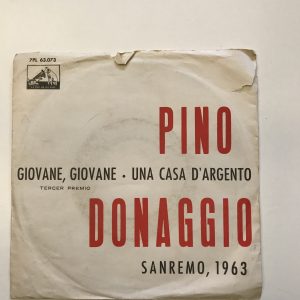 7PL 63.073
PINO
GIOVANE, GIOVANE • UNA CASA D'ARGENTO
TERCER PREMIO
DONAGGIO
SANREMO, 1963